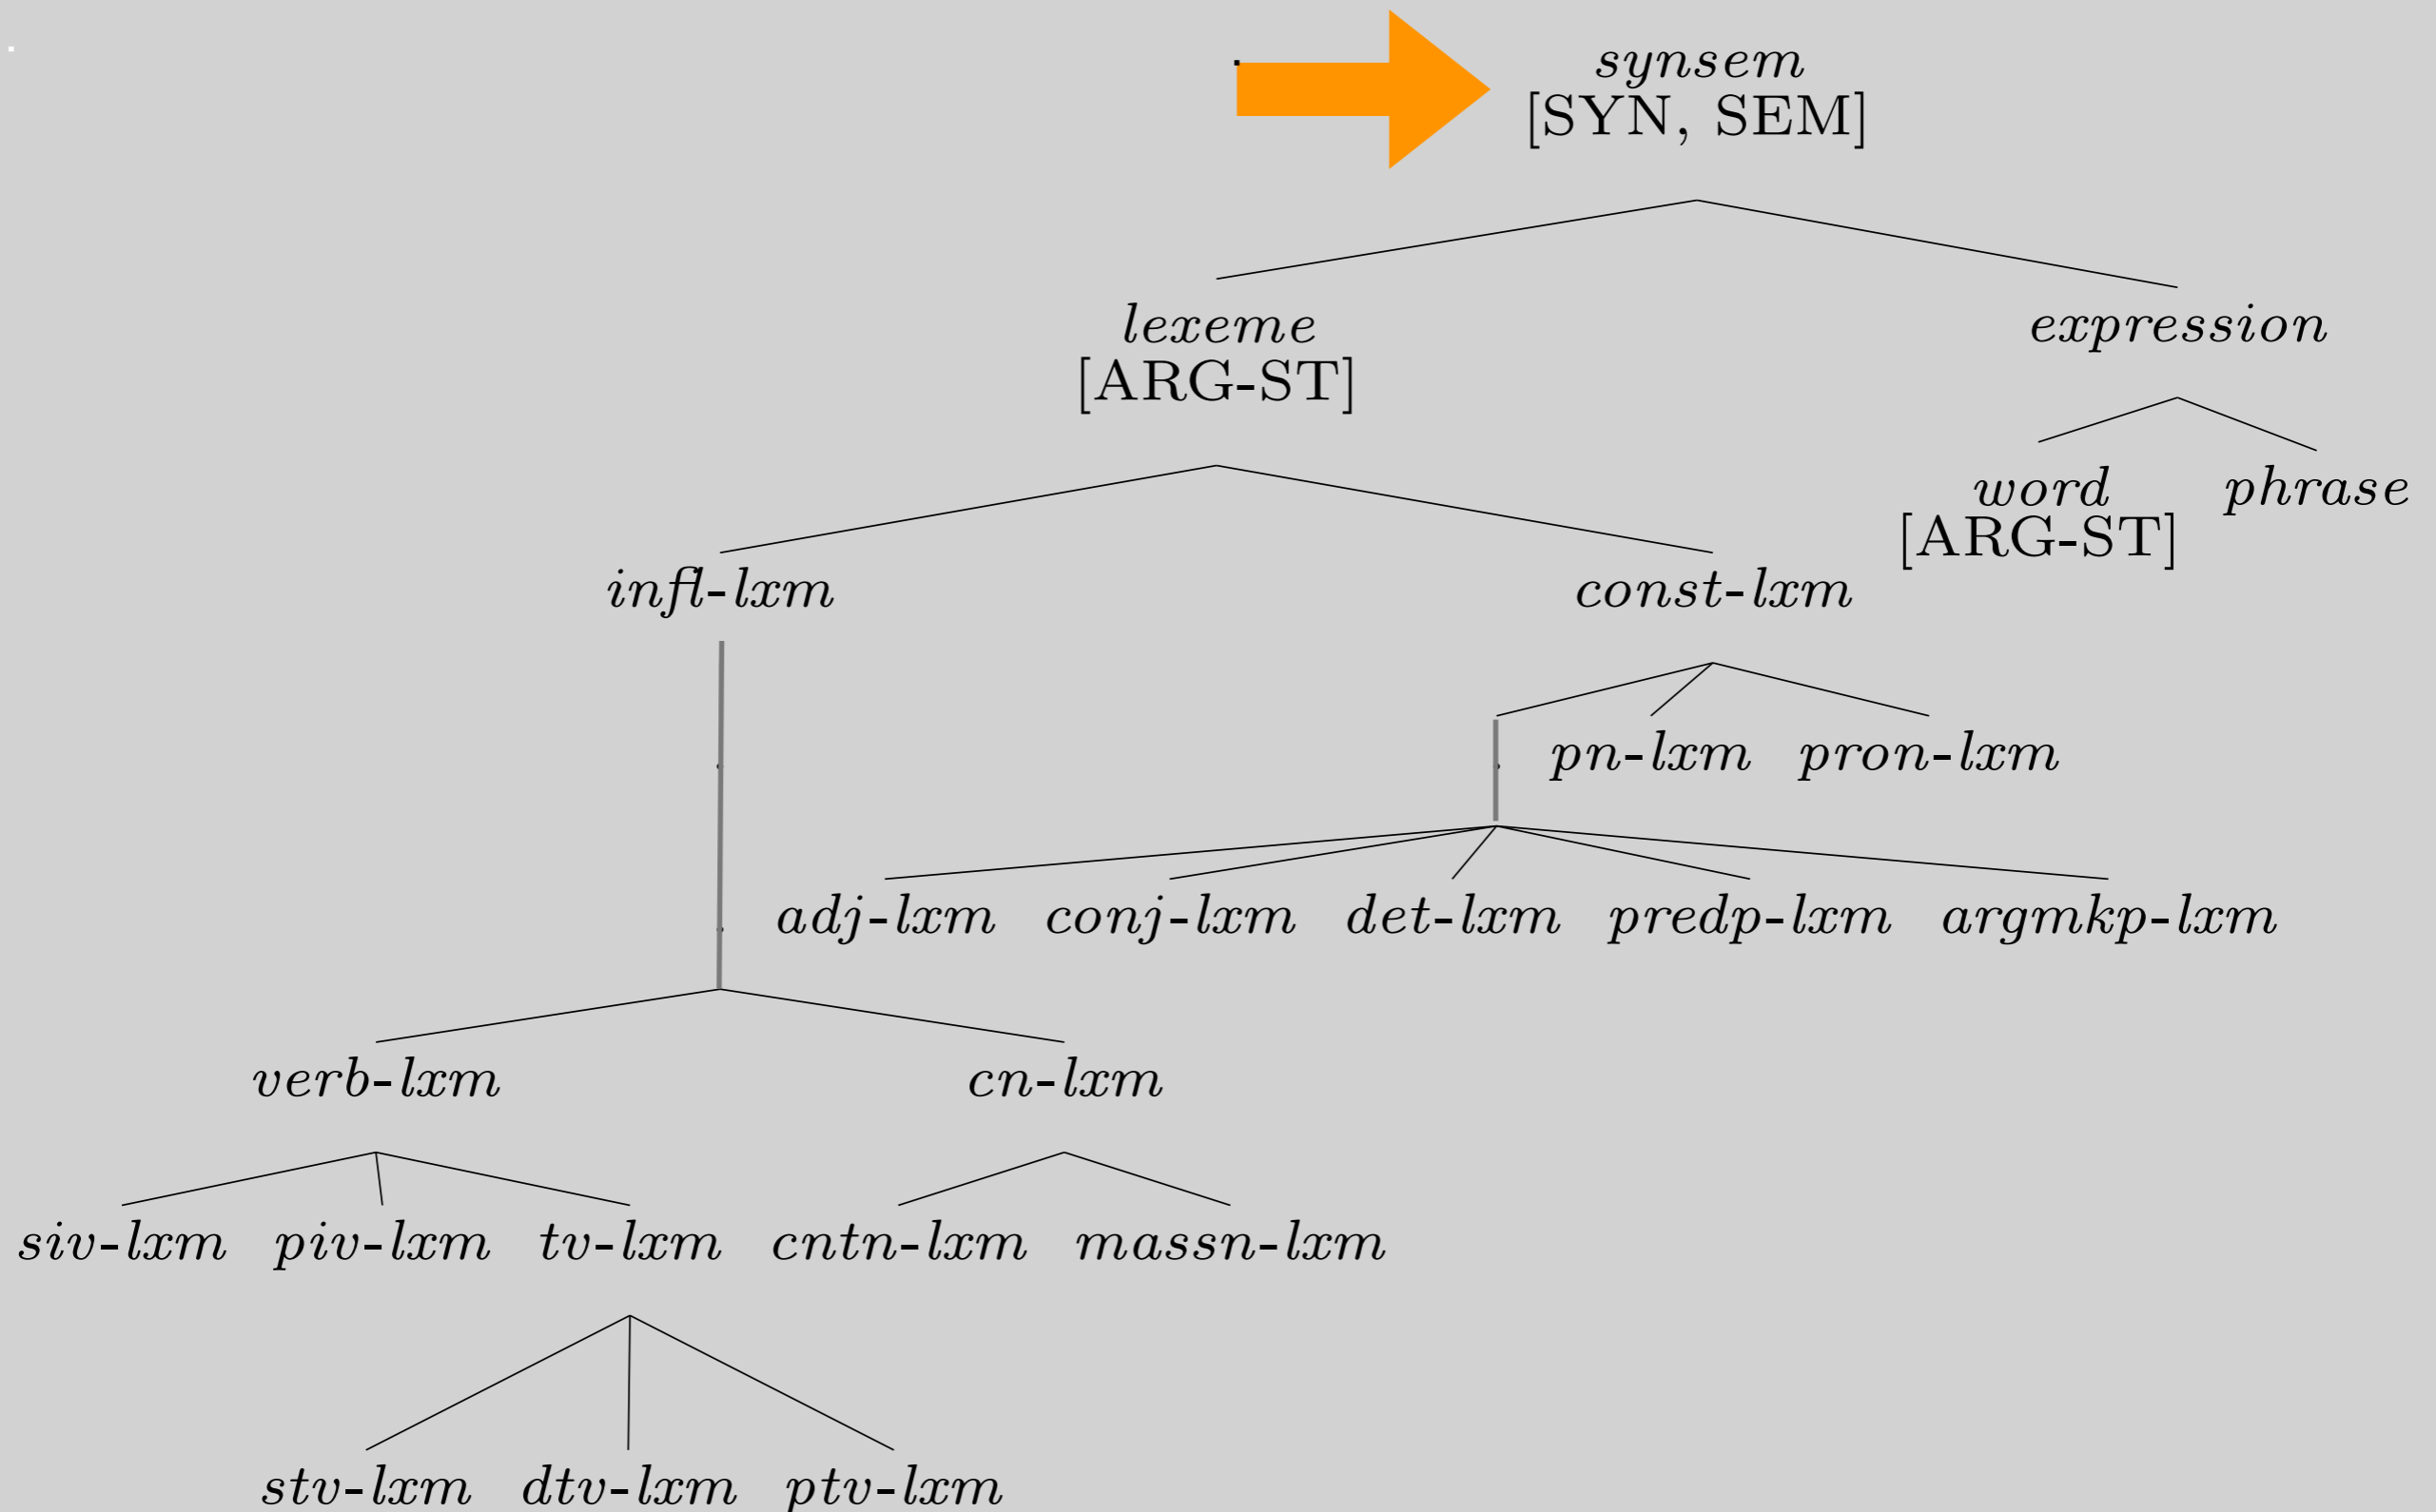 synsem
[SYN, SEM]
lexeme expression
[ARG-ST]
word phrase
[ARG-ST]
infl-lxm const-lxm
pn-lxm pron-lxm
adj-lxm conj-lxm det-lxm predp-lxm argmkp-lxm
verb-lxm cn-lxm
siv-lxm piv-lxm tv-lxm cntn-lxm massn-lxm
stv-lxm dtv-lxm ptv-lxm